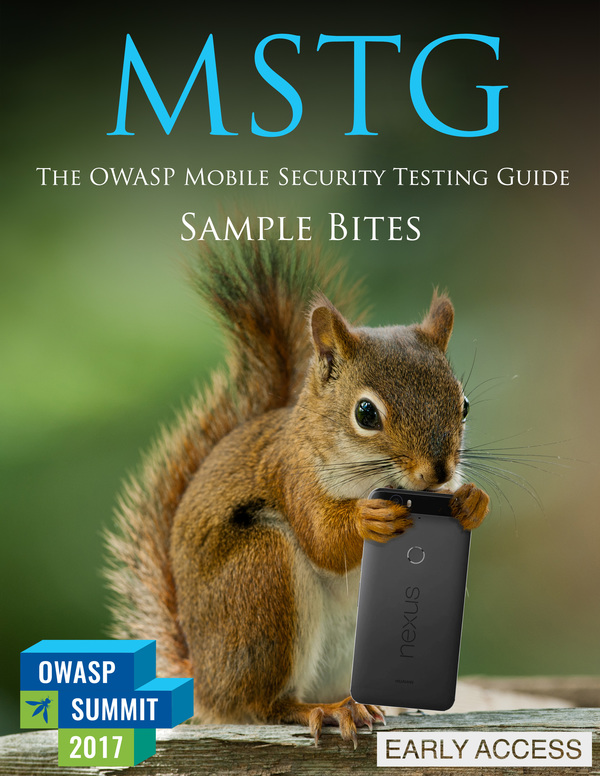 MSTG
The OWASP Mobile Security Testing Guide
Sample Bites
nexus
OWASP
SUMMIT
2017
EARLY ACCESS